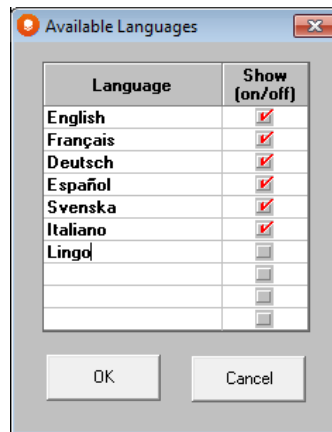 Available Languages
Language Show (on/off)
English
Français
Deutsch
Español
Svenska
Italiano
Lingo
OK Cancel